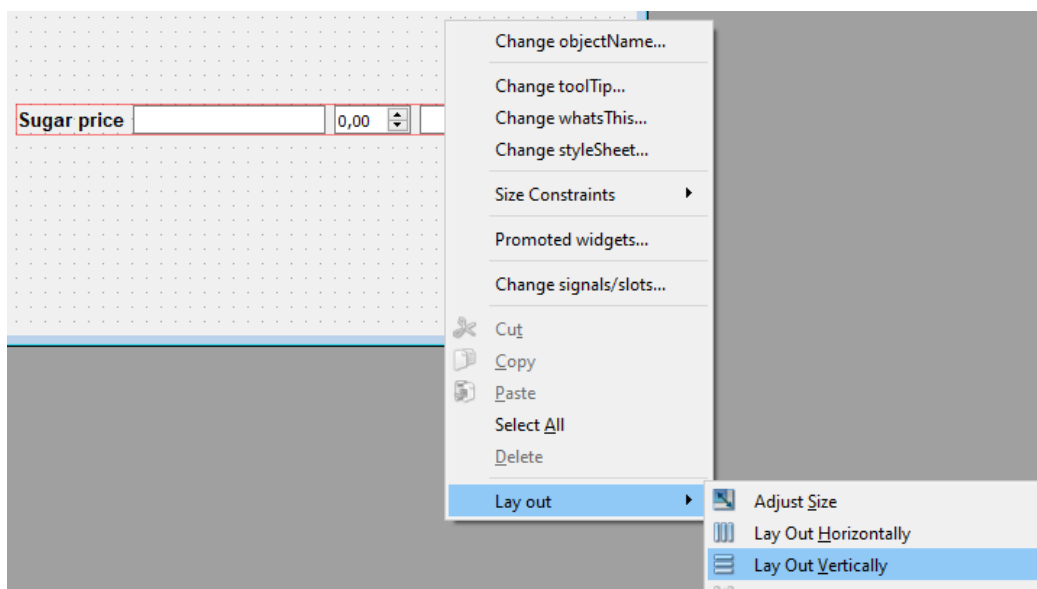 Change objectName...
Change toolTip...
Sugar price
0,00
Change whatsThis...
Change styleSheet...
Size Constraints
Promoted widgets...
Change signals/slots...
Cut
Copy
Paste
Select All
Delete
Lay out
Adjust Size
Lay Out Horizontally
Lay Out Vertically